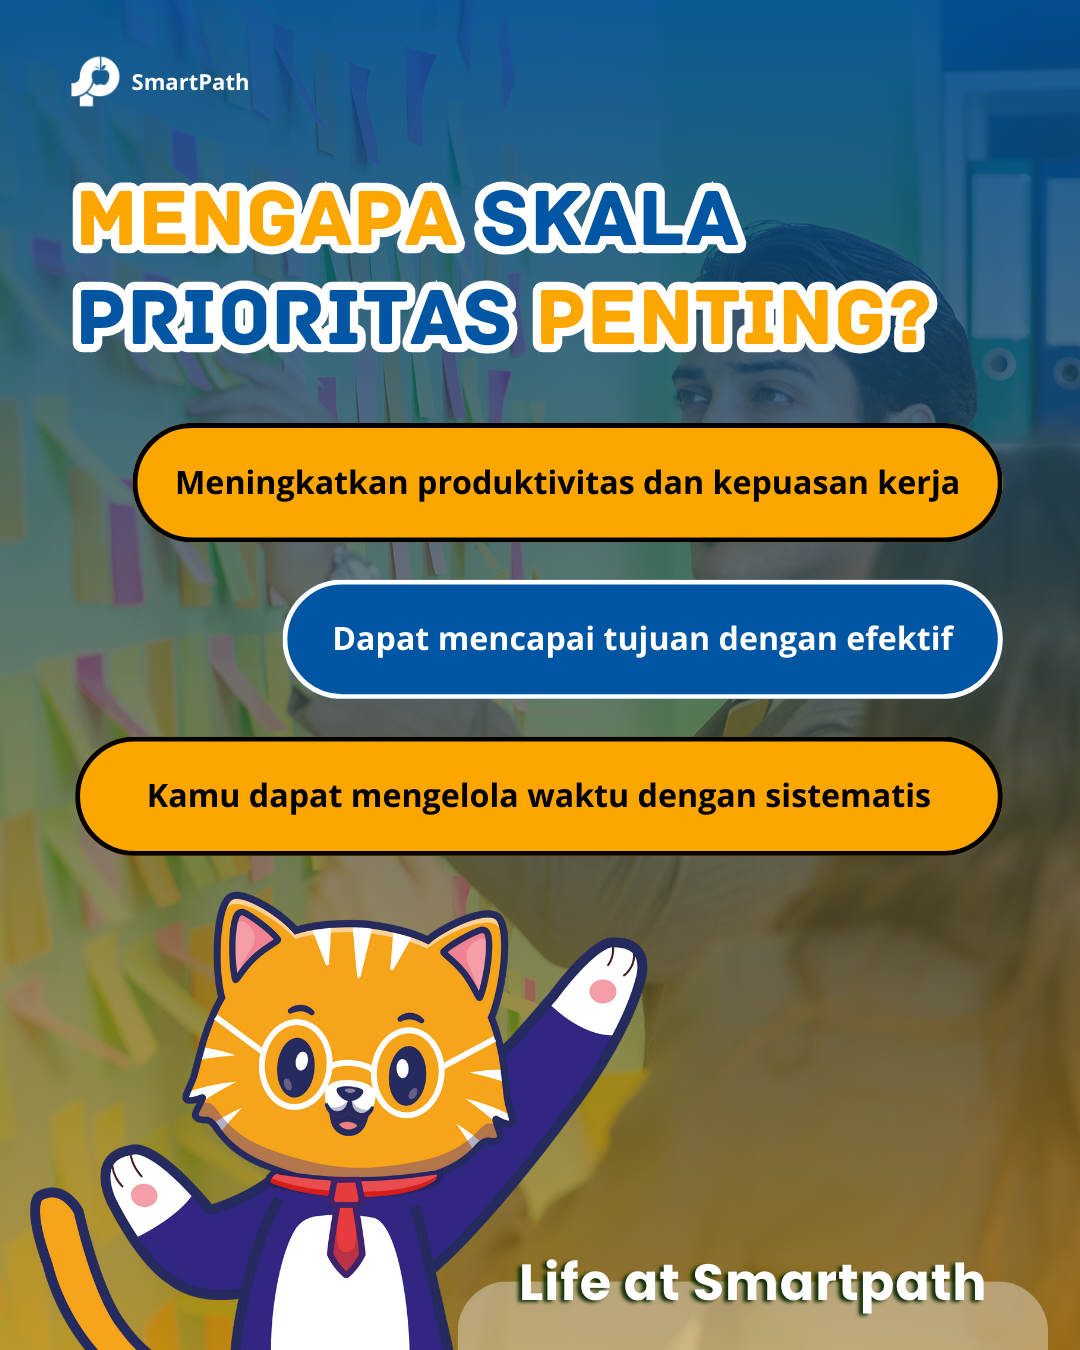 SmartPath
MENGAPA SKALA
PRIORITAS PENTING?
Meningkatkan produktivitas dan kepuasan kerja
Dapat mencapai tujuan dengan efektif
Kamu dapat mengelola waktu dengan sistematis
Life at Smartpath